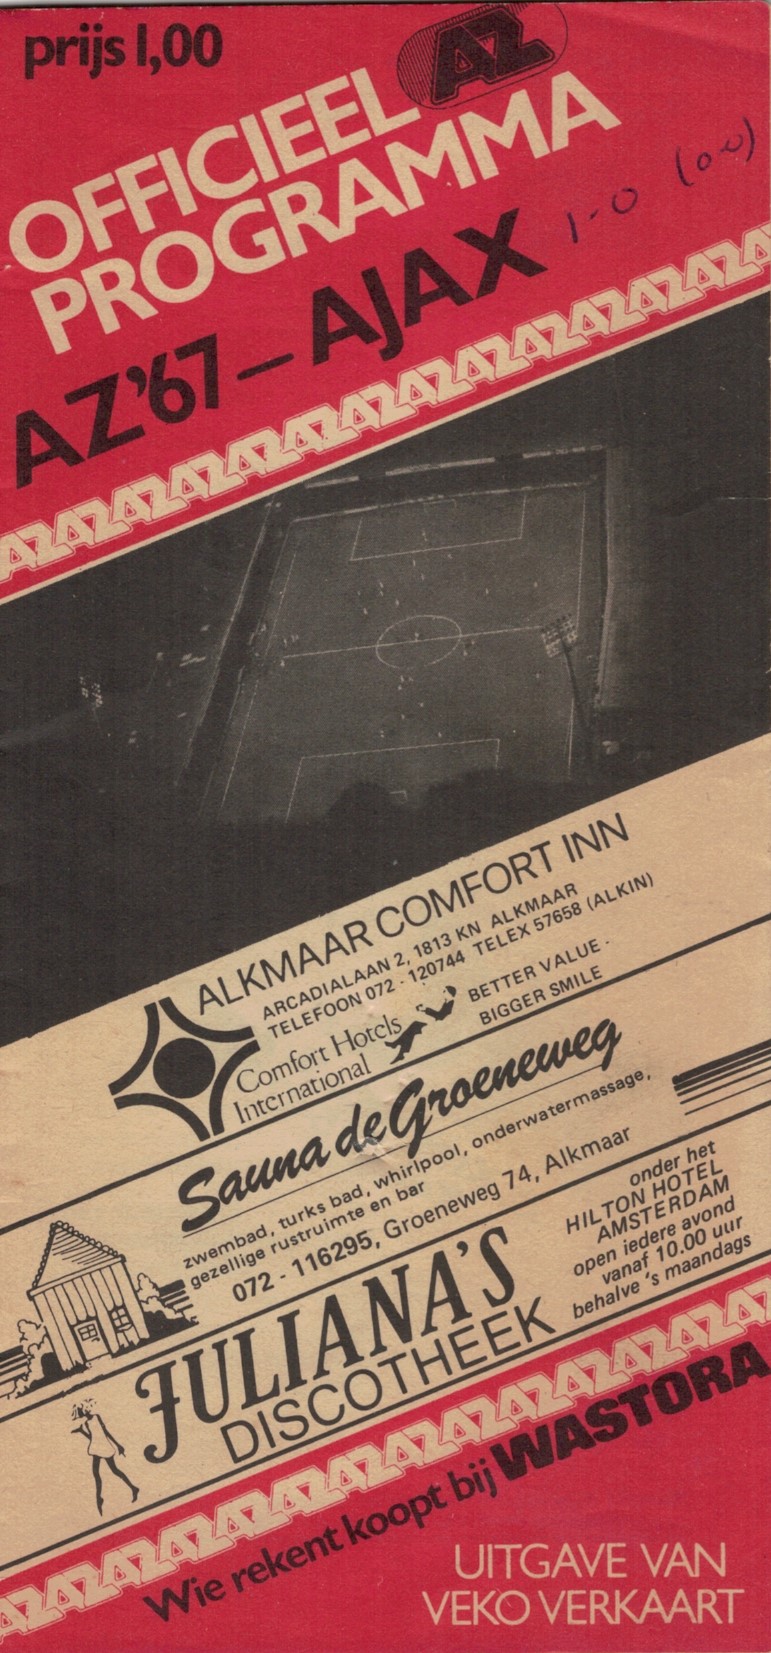 prijs 1,00
AZ
OFFICIEEL
PROGRAMMA
1-0 (0-0)
AZ'67 – AJAX
AZAZAZAZAZAZAZAZAZAZAZAZAZ
ALKMAAR COMFORT INN
ARCADIALAAN 2, 1813 KN ALKMAAR
TELEFOON 072 - 120744 TELEX 57658 (ALKIN)
Comfort Hotels
International
BETTER VALUE -
BIGGER SMILE
Sauna de Groeneweg
zwembad, turks bad, whirlpool, onderwatermassage,
gezellige rustruimte en bar
072 - 116295, Groeneweg 74, Alkmaar
JULIANA'S
DISCOTHEEK
onder het
HILTON HOTEL
AMSTERDAM
open iedere avond
vanaf 10.00 uur
behalve 's maandags
AZAZAZAZAZAZAZAZAZAZAZAZAZ
Wie rekent koopt bij WASTORA
UITGAVE VAN
VEKO VERKAART